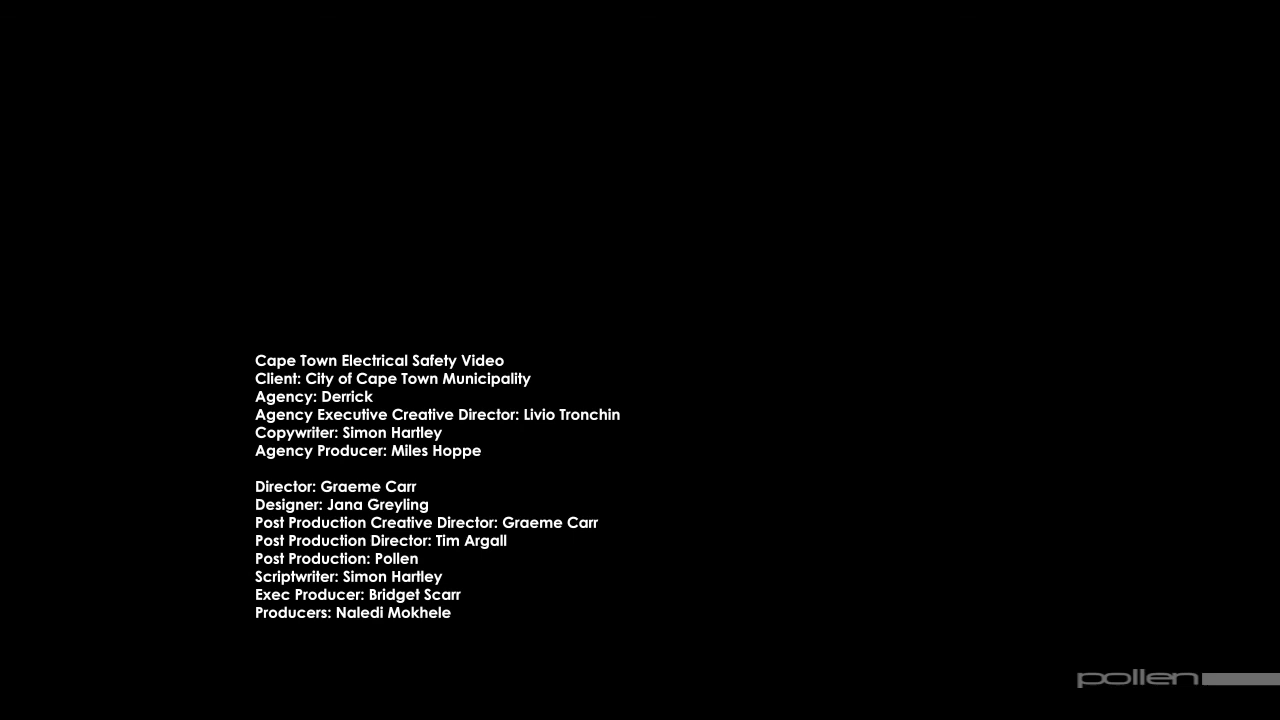 Cape Town Electrical Safety Video
Client: City of Cape Town Municipality
Agency: Derrick
Agency Executive Creative Director: Livio Tronchin
Copywriter: Simon Hartley
Agency Producer: Miles Hoppe
Director: Graeme Carr
Designer: Jana Greyling
Post Production Creative Director: Graeme Carr
Post Production Director: Tim Argall
Post Production: Pollen
Scriptwriter: Simon Hartley
Exec Producer: Bridget Scarr
Producers: Naledi Mokhele
pollen